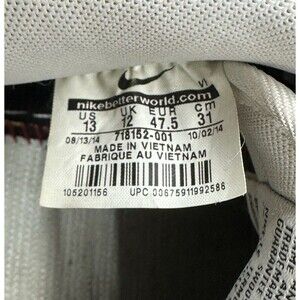 VI
nikebetterworld.com
US UK EUR cm
13 12 47.5 31
08/13/14 718152-001 10/02/14
MADE IN VIETNAM
FABRIQUE AU VIETNAM
105201156 UPC 00675911992586